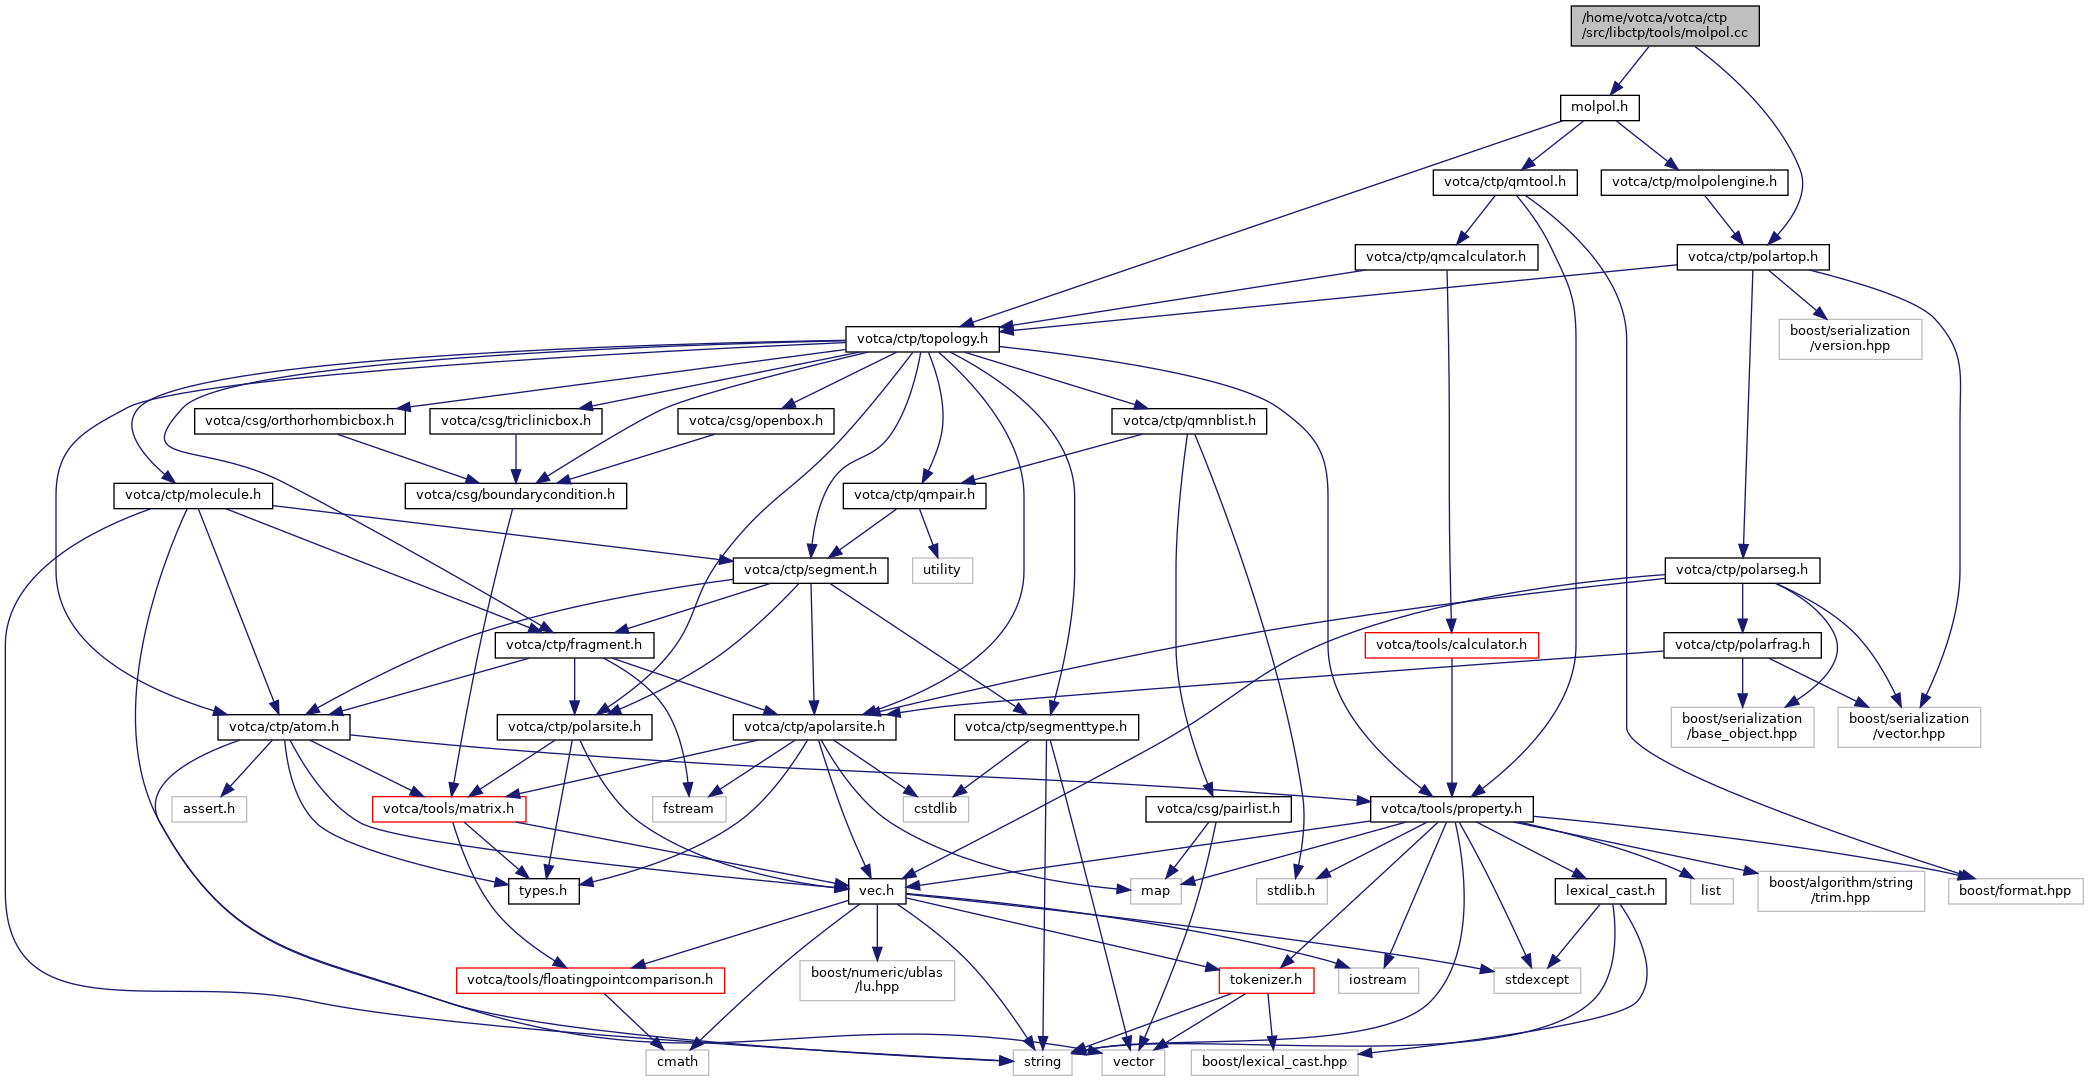 /home/votca/votca/ctp
/src/libctp/tools/molpol.cc
molpol.h
votca/ctp/qmtool.h
votca/ctp/molpolengine.h
votca/ctp/qmcalculator.h
votca/ctp/polartop.h
boost/serialization
/version.hpp
votca/ctp/topology.h
votca/csg/orthorhombicbox.h
votca/csg/triclinicbox.h
votca/csg/openbox.h
votca/ctp/qmnblist.h
votca/ctp/molecule.h
votca/csg/boundarycondition.h
votca/ctp/qmpair.h
votca/ctp/segment.h
utility
votca/ctp/polarseg.h
votca/ctp/fragment.h
votca/tools/calculator.h
votca/ctp/polarfrag.h
votca/ctp/atom.h
votca/ctp/polarsite.h
votca/ctp/apolarsite.h
votca/ctp/segmenttype.h
boost/serialization
/base_object.hpp
boost/serialization
/vector.hpp
assert.h
votca/tools/matrix.h
fstream
cstdlib
votca/csg/pairlist.h
votca/tools/property.h
types.h
vec.h
map
stdlib.h
lexical_cast.h
list
boost/algorithm/string
/trim.hpp
boost/format.hpp
votca/tools/floatingpointcomparison.h
boost/numeric/ublas
/lu.hpp
tokenizer.h
iostream
stdexcept
cmath
string
vector
boost/lexical_cast.hpp